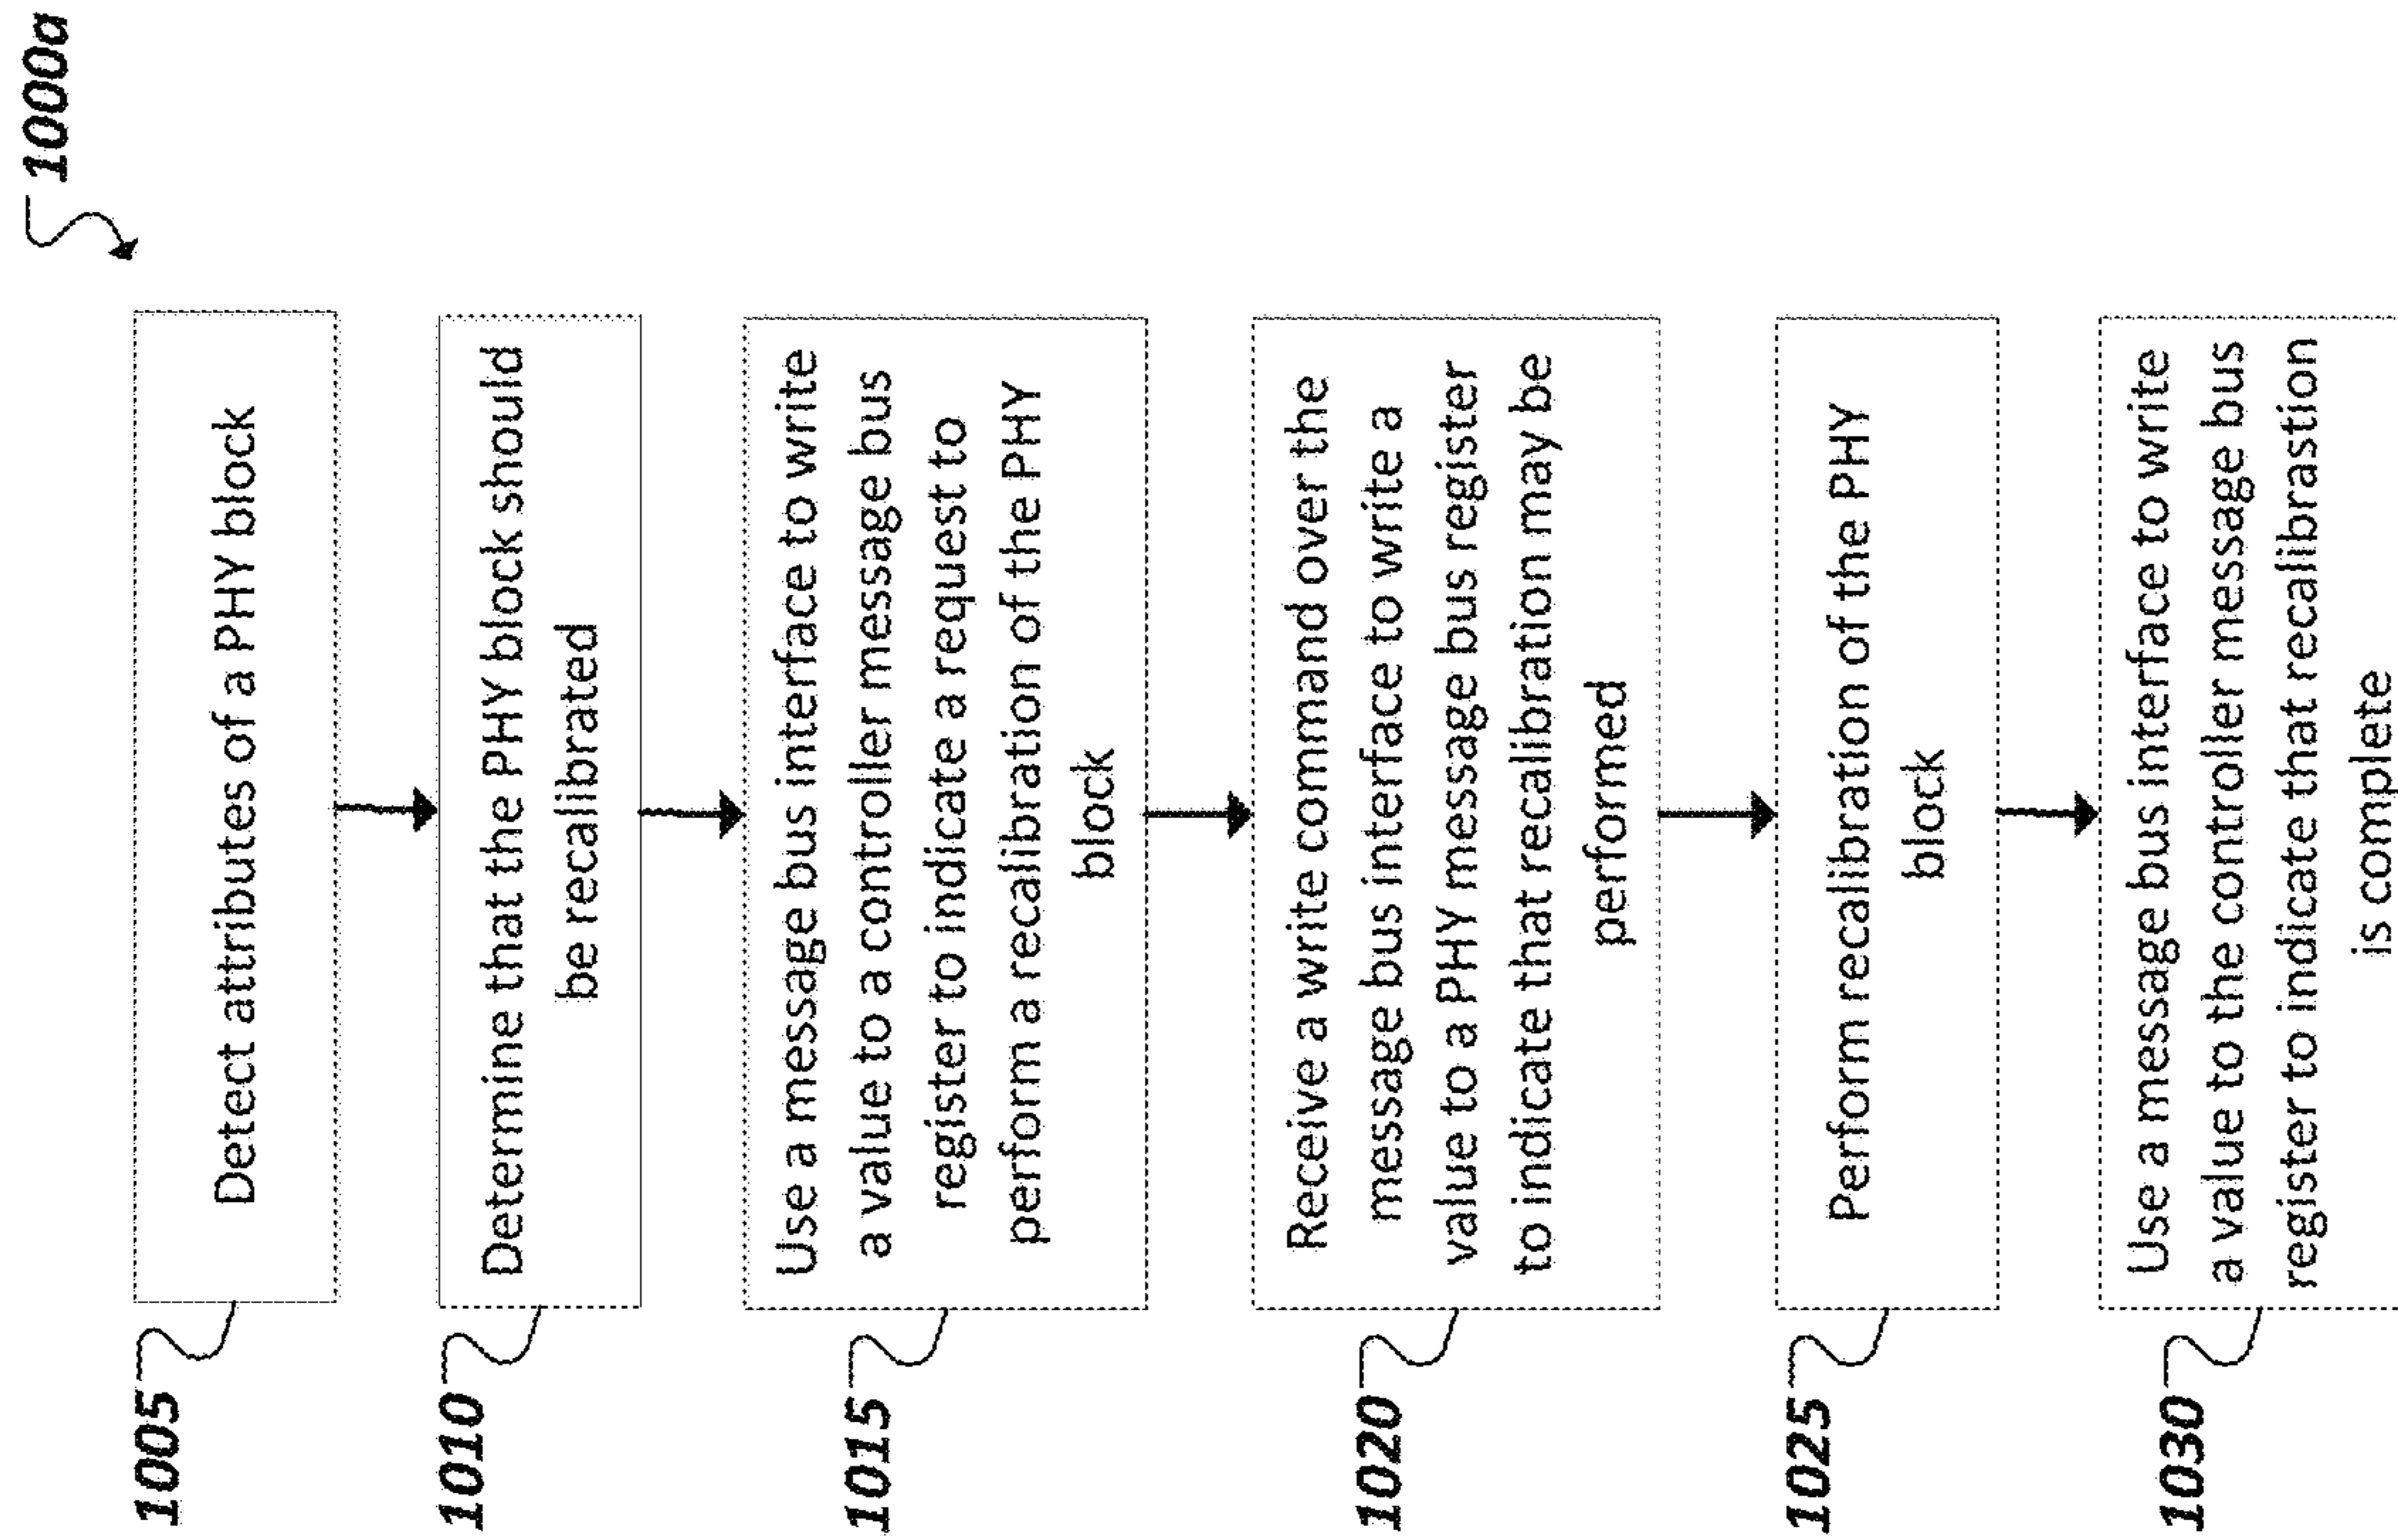 1000a
1005
Detect attributes of a PHY block
1010
Determine that the PHY block should
be recalibrated
1015
Use a message bus interface to write
a value to a controller message bus
register to indicate a request to
perform a recalibration of the PHY
block
1020
Receive a write command over the
message bus interface to write a
value to a PHY message bus register
to indicate that recalibration may be
performed
1025
Perform recalibration of the PHY
block
1030
Use a message bus interface to write
a value to the controller message bus
register to indicate that recalibrastion
is complete